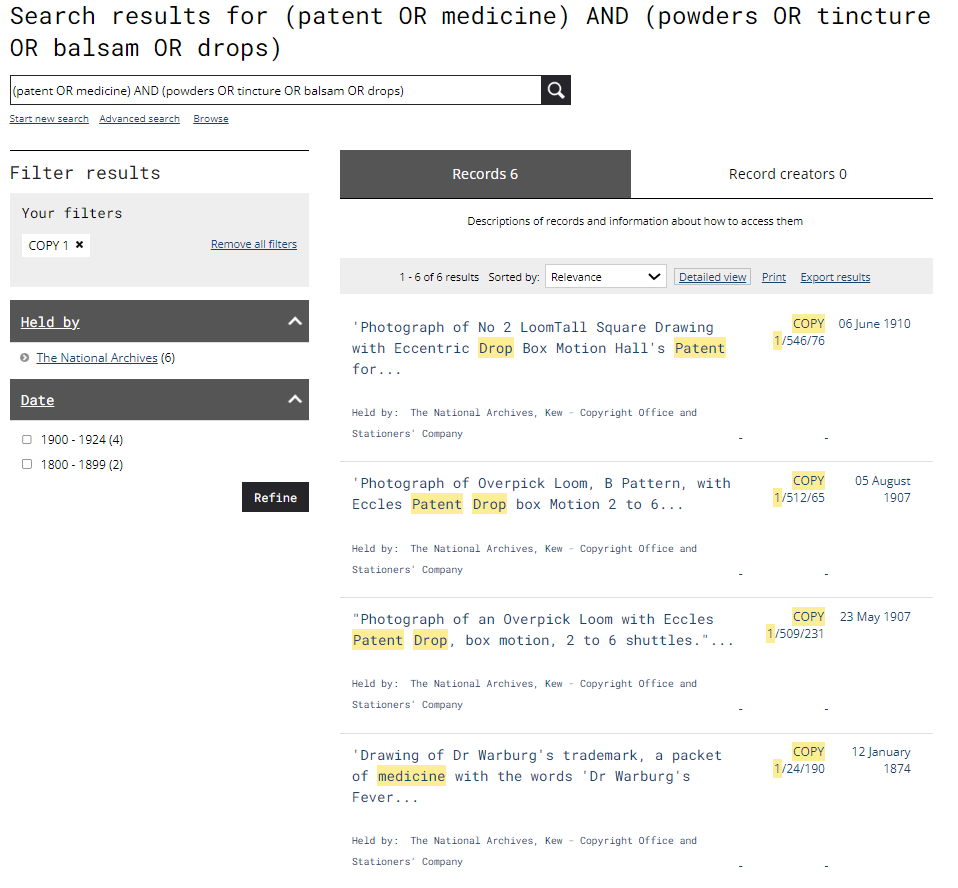 Search results for (patent OR medicine) AND (powders OR tincture
OR balsam OR drops)
(patent OR medicine) AND (powders OR tincture OR balsam OR drops)
Start new search Advanced search Browse
Filter results
Your filters
COPY 1 ✖ Remove all filters
Held by
The National Archives (6)
Date
1900 - 1924 (4)
1800 - 1899 (2)
Refine
Records 6 Record creators 0
Descriptions of records and information about how to access them
1 - 6 of 6 results Sorted by: Relevance Detailed view Print Export results
'Photograph of No 2 LoomTall Square Drawing
with Eccentric Drop Box Motion Hall's Patent
for...
COPY
1/546/76
06 June 1910
Held by: The National Archives, Kew - Copyright Office and
Stationers' Company
- -
'Photograph of Overpick Loom, B Pattern, with
Eccles Patent Drop box Motion 2 to 6...
COPY
1/512/65
05 August
1907
Held by: The National Archives, Kew - Copyright Office and
Stationers' Company
- -
"Photograph of an Overpick Loom with Eccles
Patent Drop, box motion, 2 to 6 shuttles."...
COPY
1/509/231
23 May 1907
Held by: The National Archives, Kew - Copyright Office and
Stationers' Company
- -
'Drawing of Dr Warburg's trademark, a packet
of medicine with the words 'Dr Warburg's
Fever...
COPY
1/24/190
12 January
1874
Held by: The National Archives, Kew - Copyright Office and
Stationers' Company
- -